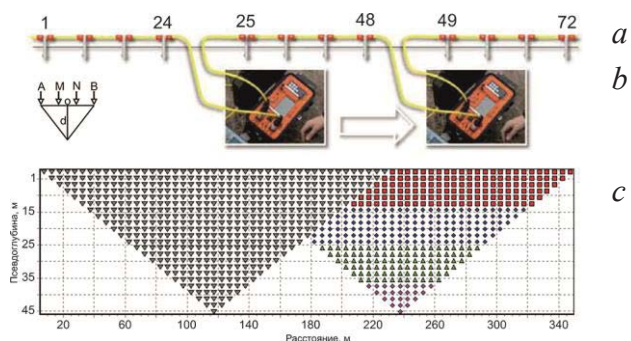 1 24 25 48 49 72
a
b
A M N B
O
d
c
Псевдоглубина, м
1
15
25
35
45
20 60 100 140 180 220 260 300 340
Расстояние, м